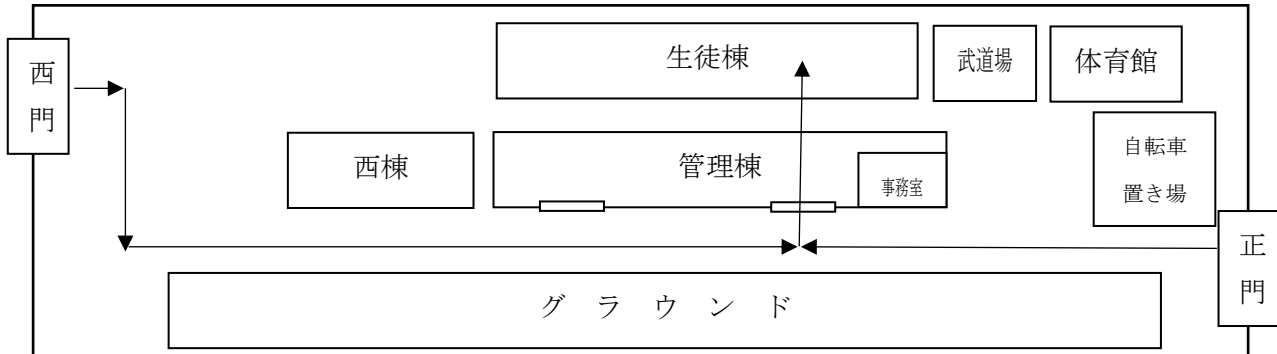 西門
生徒棟
武道場
体育館
西棟
管理棟
事務室
自転車
置き場
正門
グラウンド